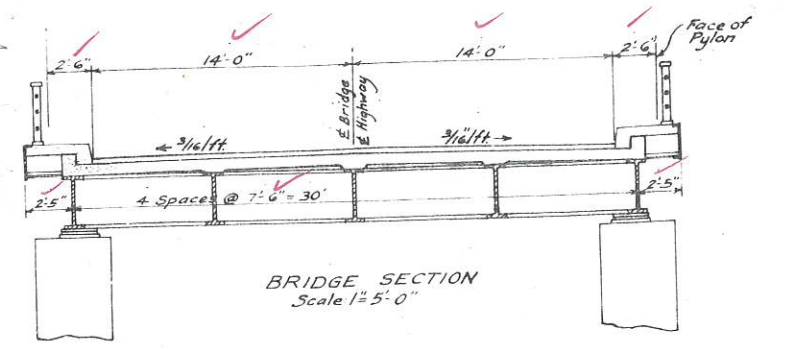 2'-6"
14'-0"
14'-0"
2'-6"
Face of
Pylon
℄ Bridge
℄ Highway
3/16/ft.
3/16"/ft.
2'-5"
4 Spaces @ 7'-6" = 30'
2'-5"
BRIDGE SECTION
Scale 1"=5'-0"